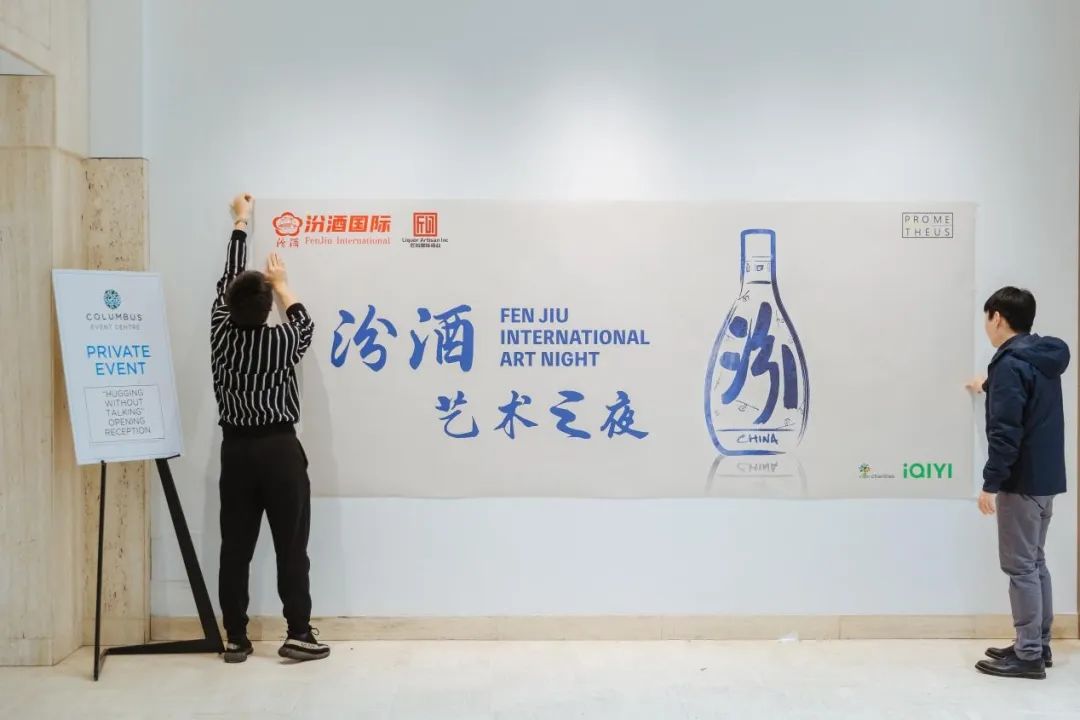 COLUMBUS
EVENT CENTRE
PRIVATE
EVENT
"HUGGING
WITHOUT
TALKING"
OPENING
RECEPTION
汾酒国际
FenJiu International
汾酒
Liquor Artisan Inc
PROME
THEUS
汾酒
FEN JIU
INTERNATIONAL
ART NIGHT
艺术之夜
汾
CHINA
iQIYI